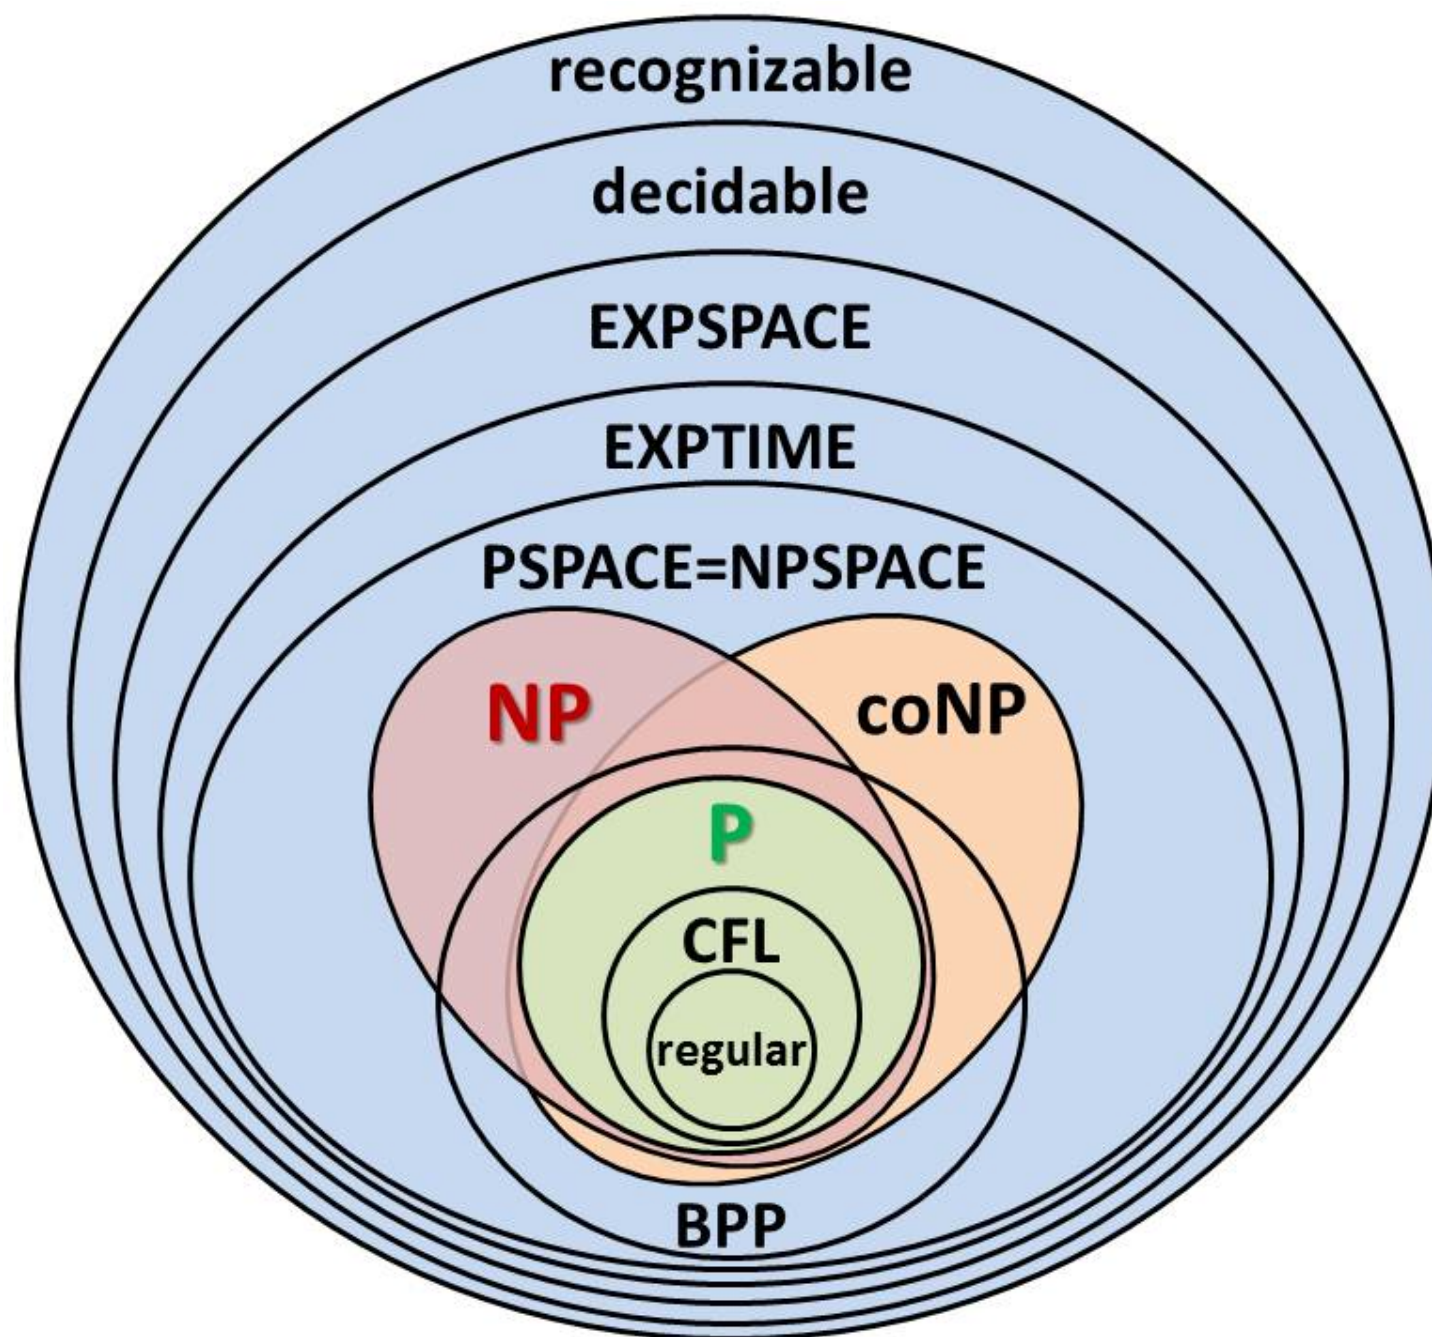 recognizable
decidable
EXPSPACE
EXPTIME
PSPACE=NPSPACE
NP
coNP
P
CFL
regular
BPP